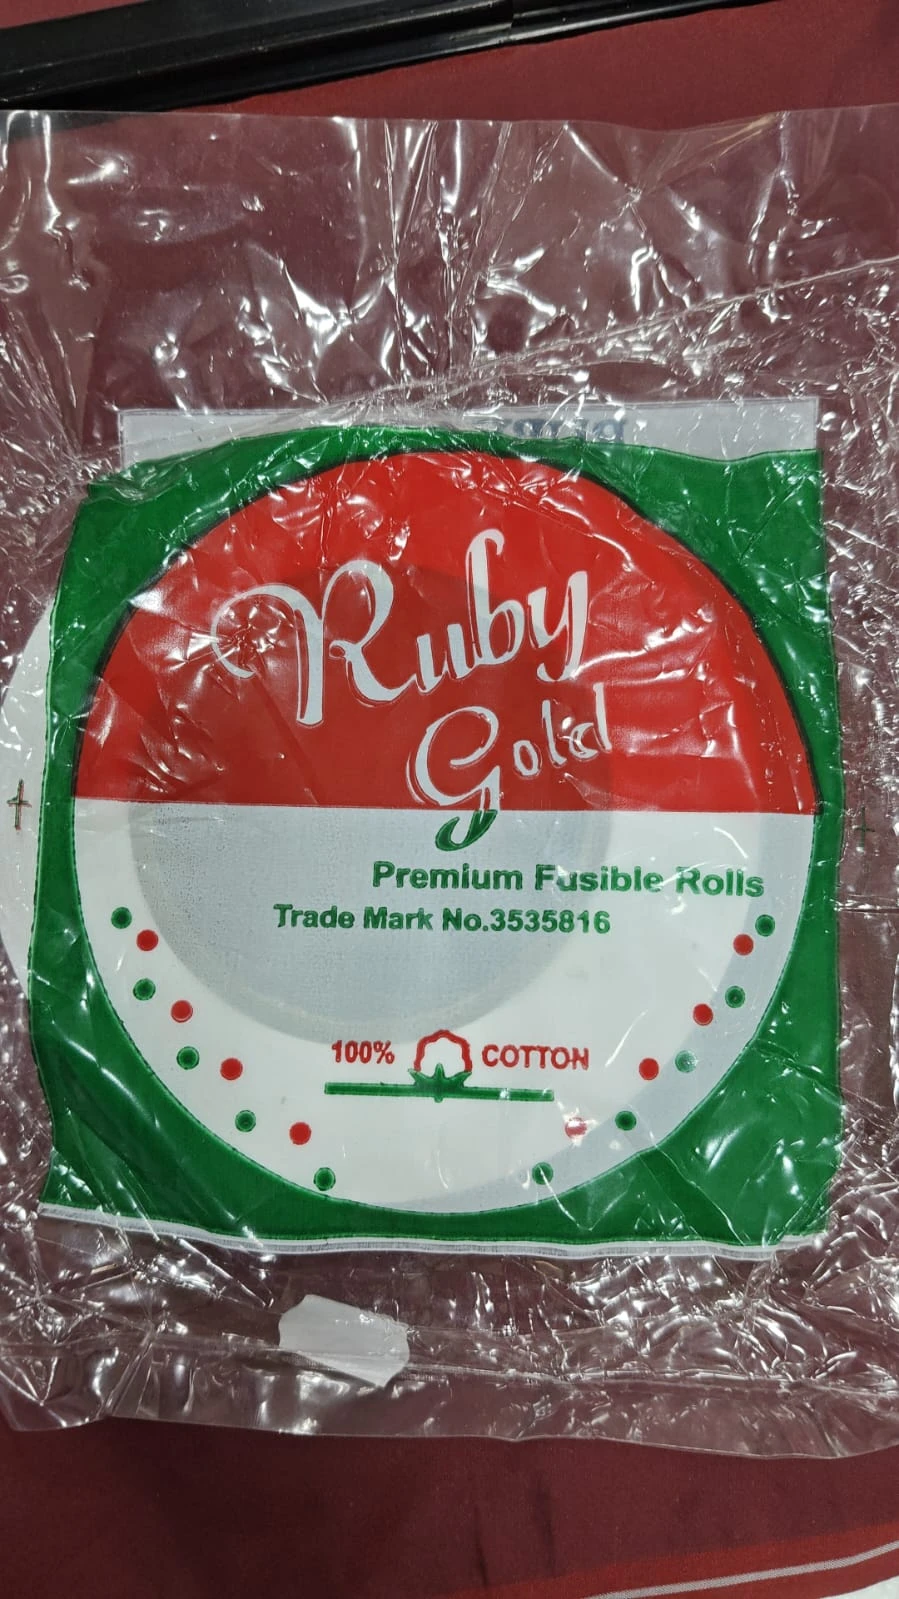 Ruby
Gold
Premium Fusible Rolls
Trade Mark No.3535816
100% COTTON